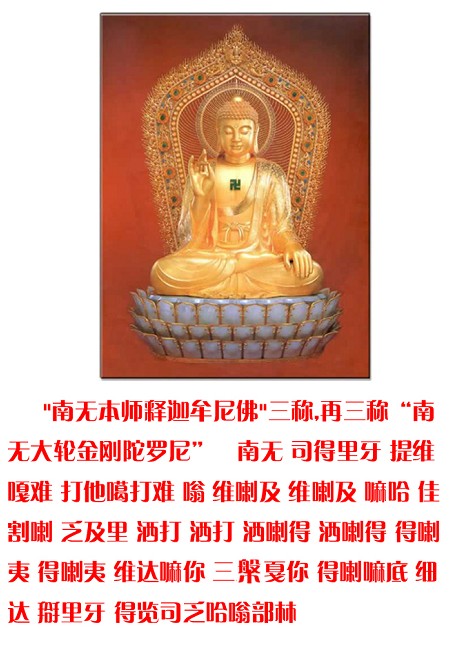 "南无本师释迦牟尼佛"三称,再三称“南
无大轮金刚陀罗尼” 南无 司得里牙 提维
嘎难 打他噶打难 嗡 维喇及 维喇及 嘛哈 佳
割喇 乏及里 洒打 洒打 洒喇得 洒喇得 得喇
夷 得喇夷 维达嘛你 三槃戛你 得喇嘛底 细
达 搿里牙 得览司乏哈嗡部林